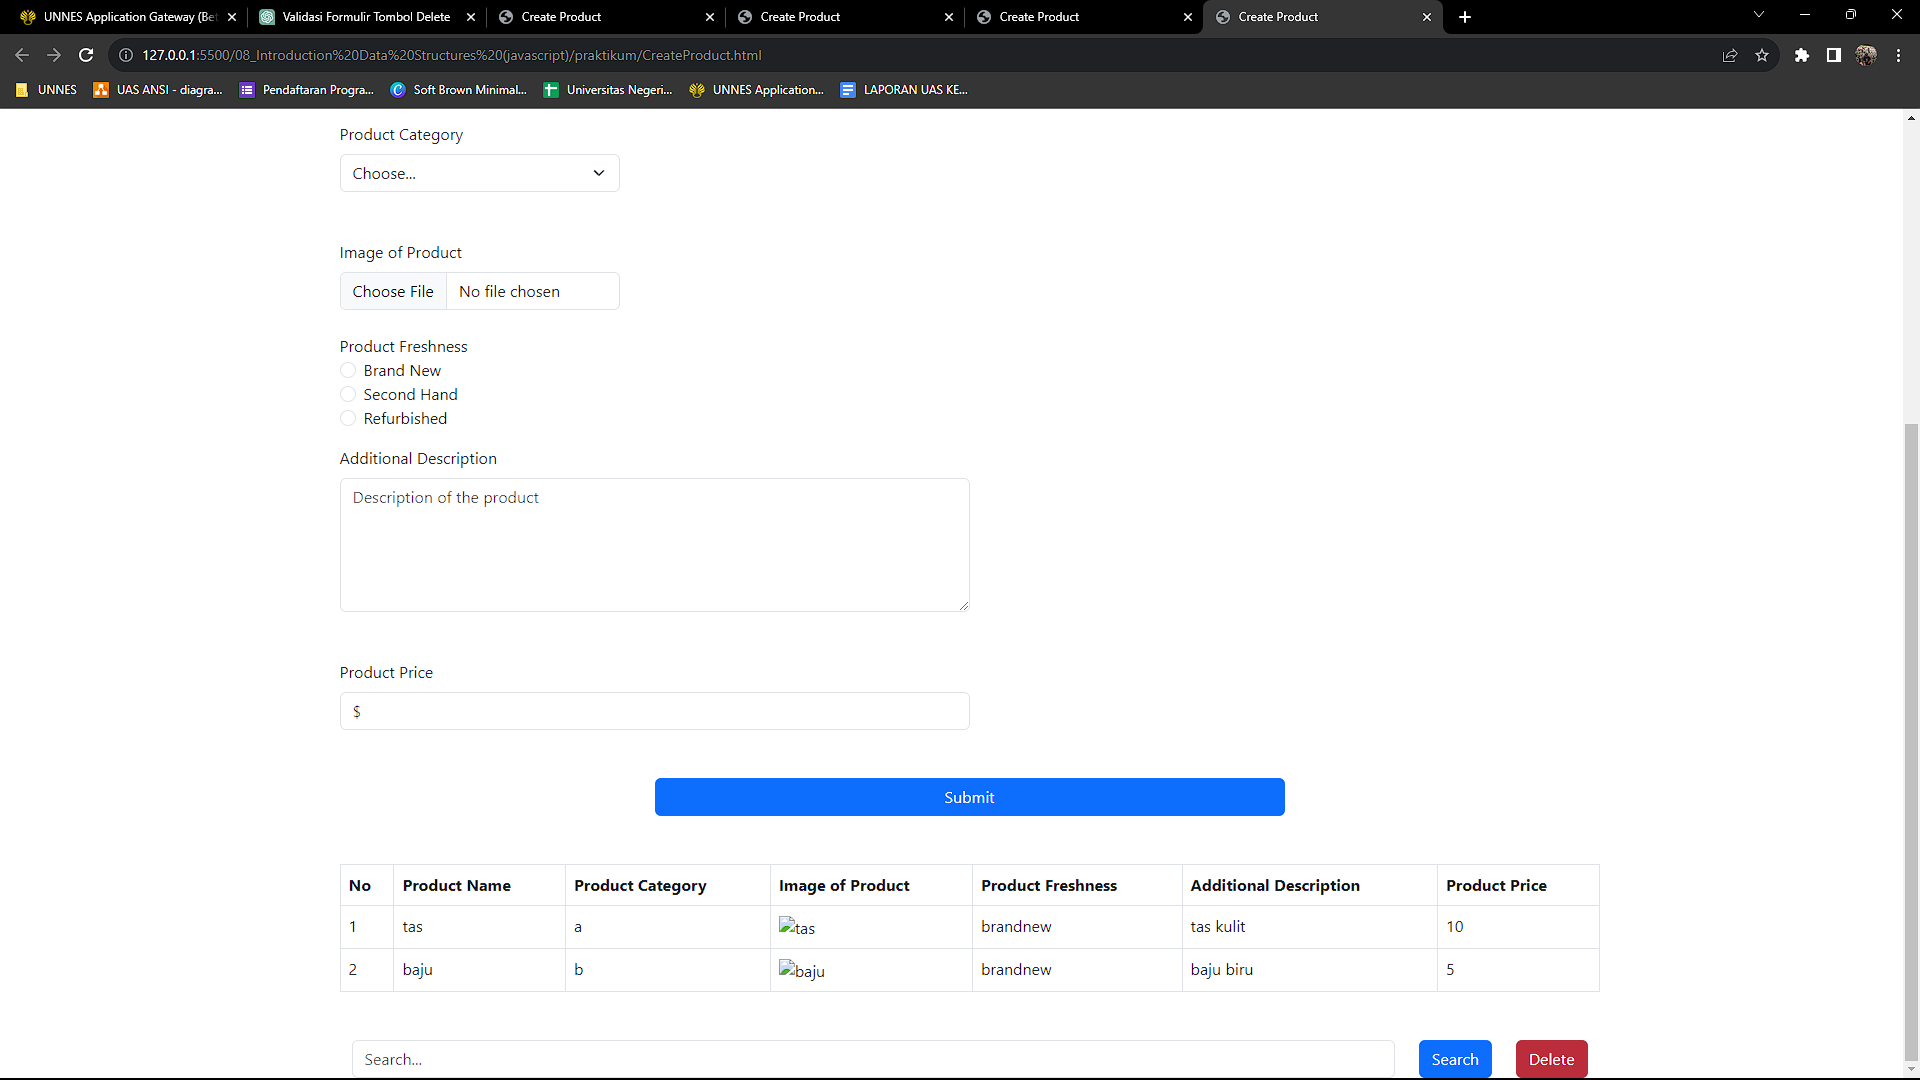 UNNES Application Gateway (Bet
Validasi Formulir Tombol Delete
Create Product
Create Product
Create Product
Create Product
127.0.0.1:5500/08_Introduction%20Data%20Structures%20(javascript)/praktikum/CreateProduct.html
UNNES
UAS ANSI - diagra...
Pendaftaran Progra...
Soft Brown Minimal...
Universitas Negeri...
UNNES Application...
LAPORAN UAS KE...
Product Category
Choose...
Image of Product
Choose File No file chosen
Product Freshness
Brand New
Second Hand
Refurbished
Additional Description
Description of the product
Product Price
$
Submit
No Product Name Product Category Image of Product Product Freshness Additional Description Product Price
1 tas a tas brandnew tas kulit 10
2 baju b baju brandnew baju biru 5
Search... Search Delete